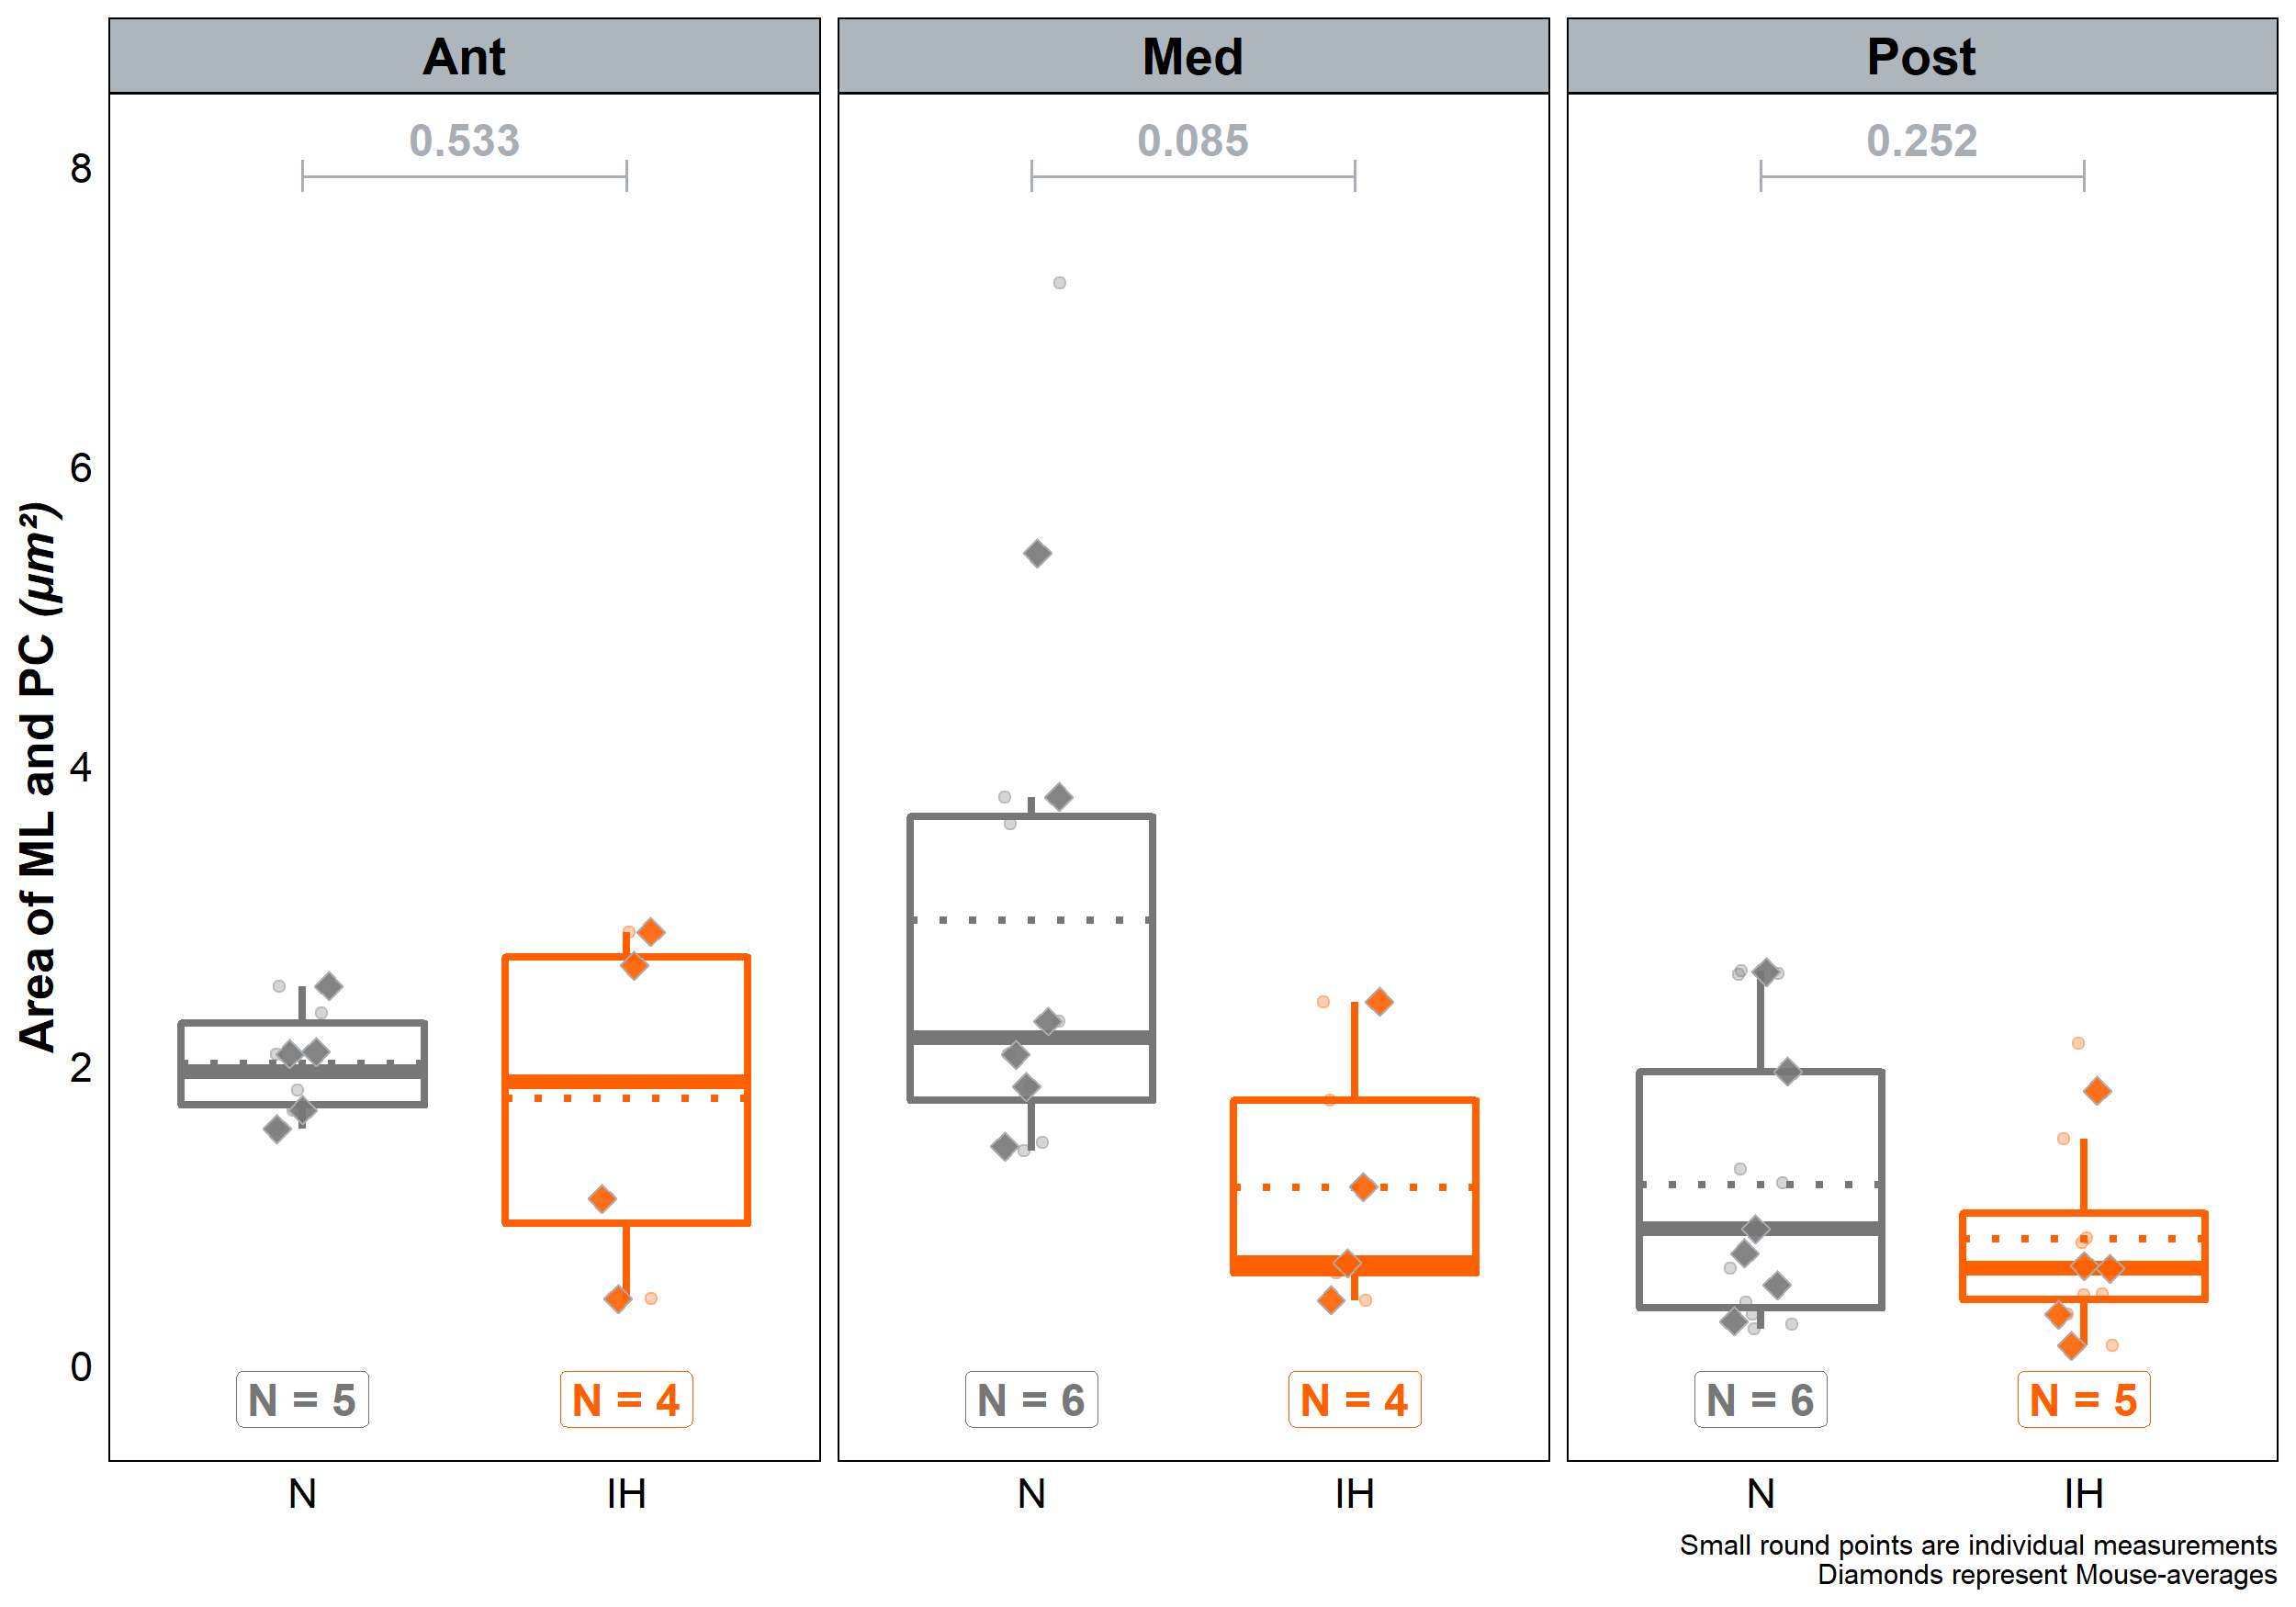 Ant
Med
Post
0.533
0.085
0.252
8
6
4
2
0
Area of ML and PC (µm²)
N = 5
N = 4
N = 6
N = 4
N = 6
N = 5
N
IH
N
IH
N
IH
Small round points are individual measurements
Diamonds represent Mouse-averages